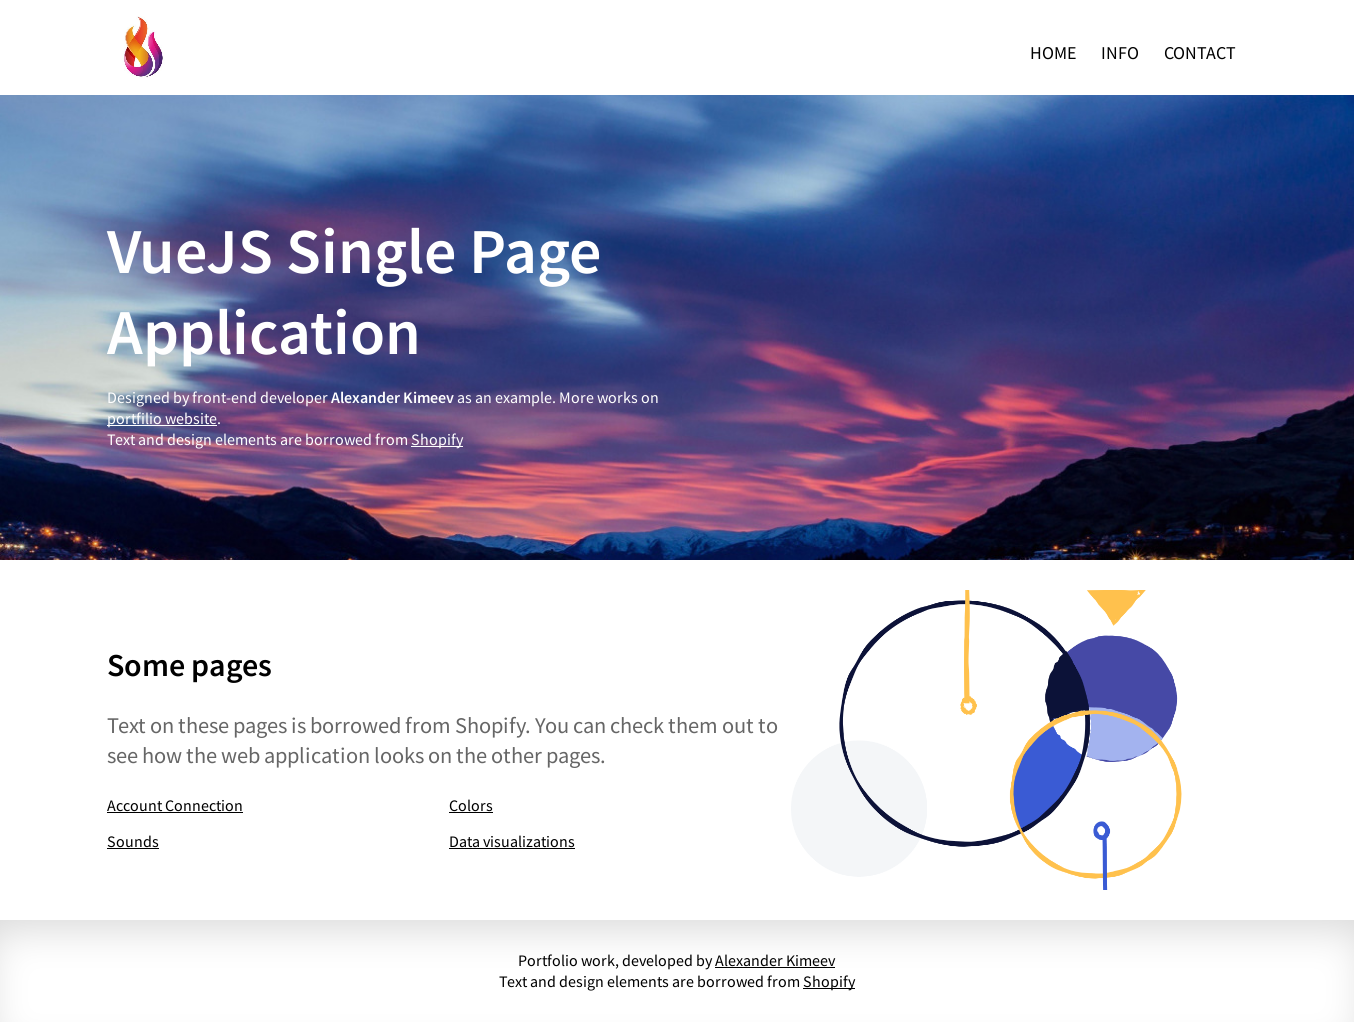 HOME INFO CONTACT
VueJS Single Page
Application
Designed by front-end developer Alexander Kimeev as an example. More works on
portfilio website.
Text and design elements are borrowed from Shopify
Some pages
Text on these pages is borrowed from Shopify. You can check them out to
see how the web application looks on the other pages.
Account Connection Colors
Sounds Data visualizations
Portfolio work, developed by Alexander Kimeev
Text and design elements are borrowed from Shopify